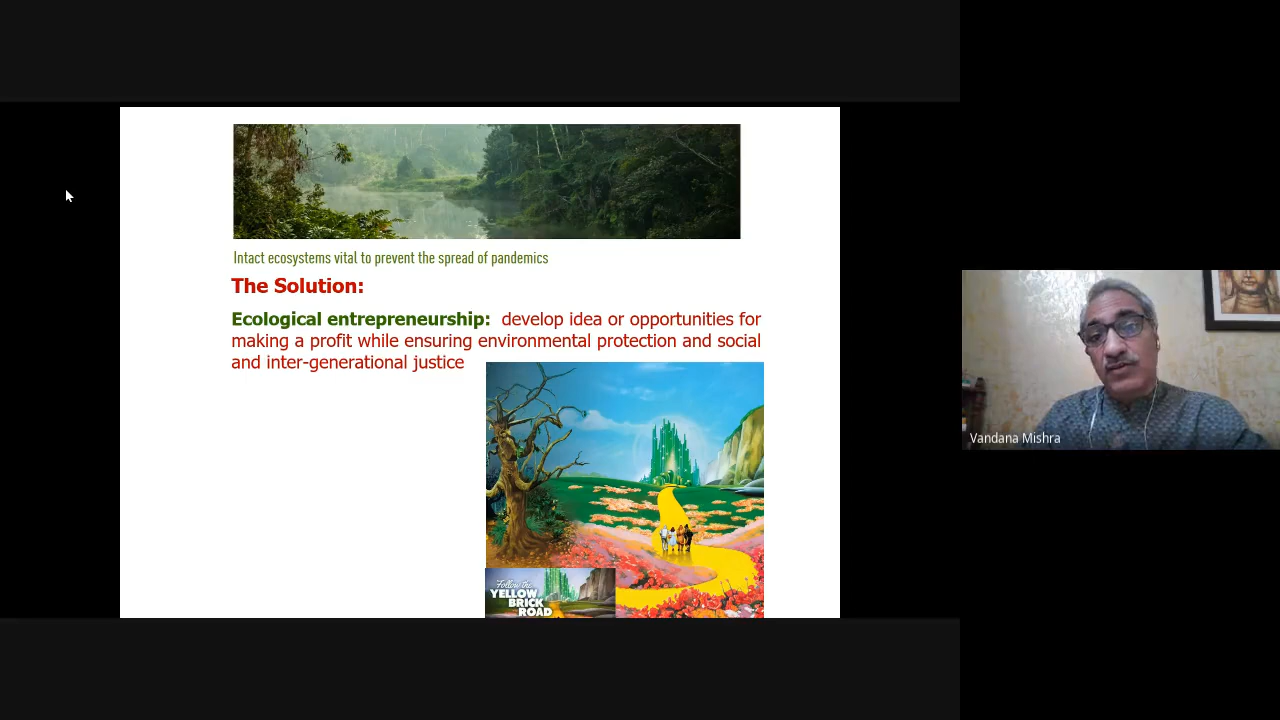 Intact ecosystems vital to prevent the spread of pandemics
The Solution:
Ecological entrepreneurship: develop idea or opportunities for
making a profit while ensuring environmental protection and social
and inter-generational justice
Follow the
YELLOW
BRICK
ROAD
Vandana Mishra